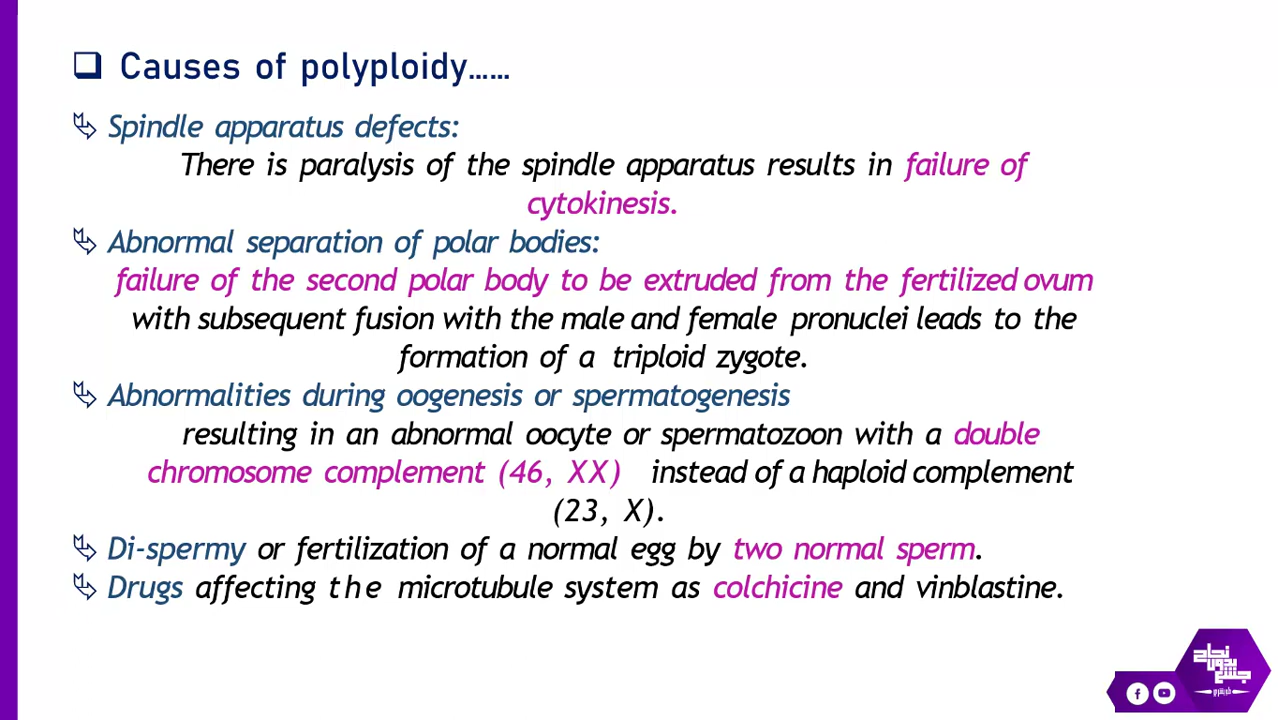 Causes of polyploidy......
Spindle apparatus defects:
There is paralysis of the spindle apparatus results in failure of
cytokinesis.
Abnormal separation of polar bodies:
failure of the second polar body to be extruded from the fertilized ovum
with subsequent fusion with the male and female pronuclei leads to the
formation of a triploid zygote.
Abnormalities during oogenesis or spermatogenesis
resulting in an abnormal oocyte or spermatozoon with a double
chromosome complement (46, XX) instead of a haploid complement
(23, X).
Di-spermy or fertilization of a normal egg by two normal sperm.
Drugs affecting the microtubule system as colchicine and vinblastine.
نجاح
بدون
جشع